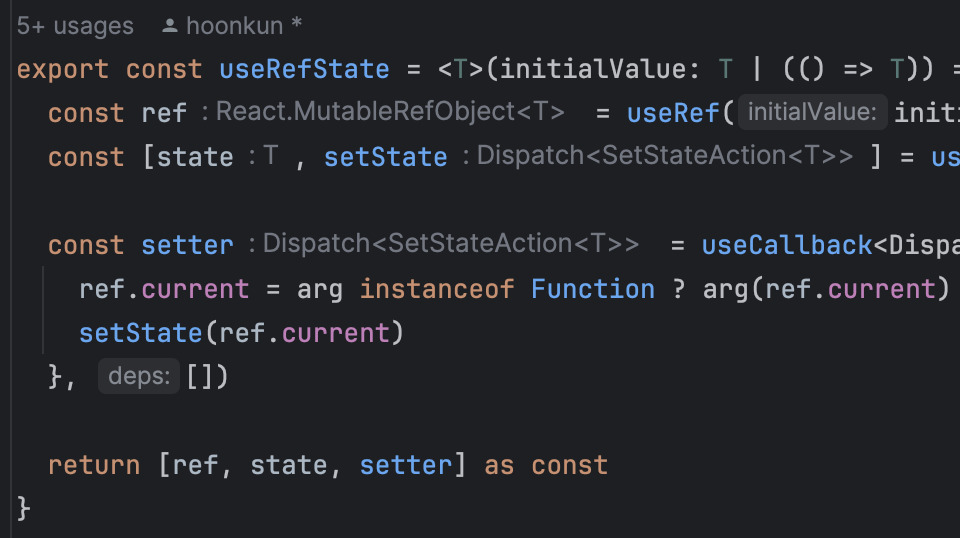 5+ usages hoonkun *
export const useRefState = <T>(initialValue: T | (() => T)) =
const ref : React.MutableRefObject<T> = useRef( initialValue: initi
const [state : T , setState : Dispatch<SetStateAction<T>> ] = us
const setter : Dispatch<SetStateAction<T>> = useCallback<Dispa
ref.current = arg instanceof Function ? arg(ref.current)
setState(ref.current)
}, deps: [])
return [ref, state, setter] as const
}